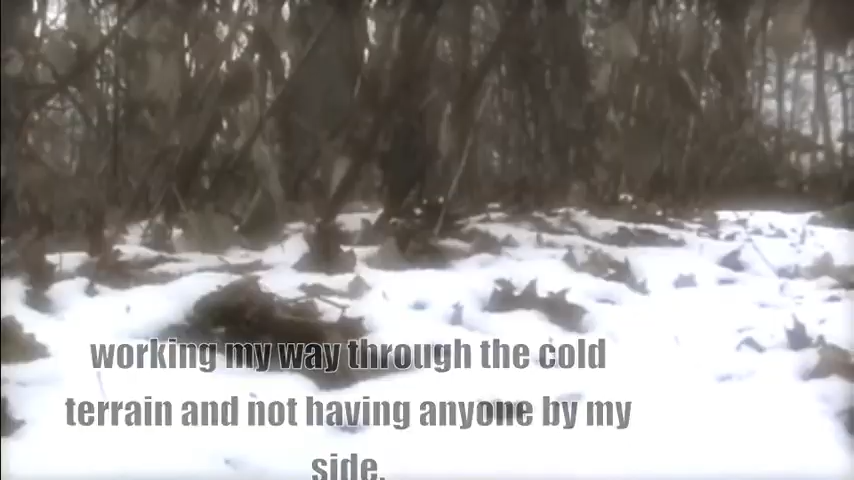 working my way through the cold
terrain and not having anyone by my
side.